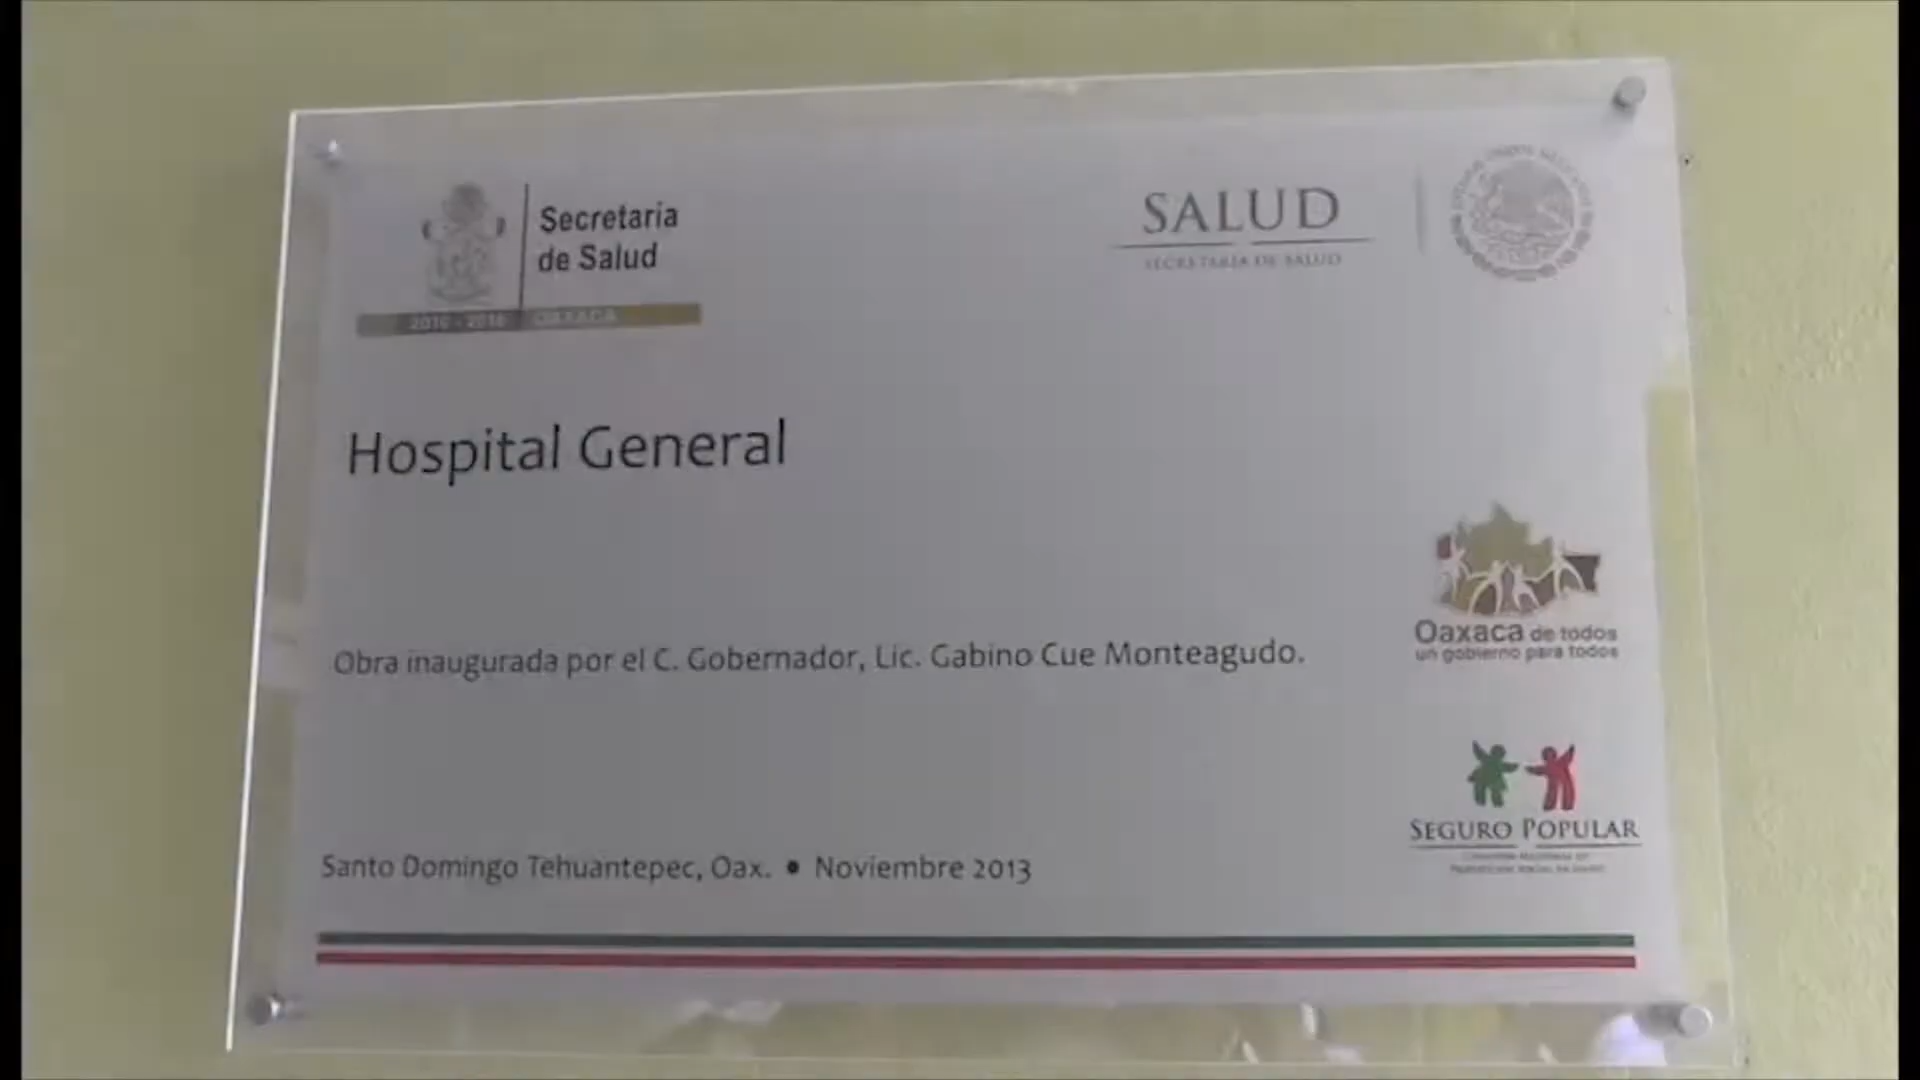 Secretaría
de Salud
2010 - 2016 OAXACA
SALUD
SECRETARÍA DE SALUD
Hospital General
Obra inaugurada por el C. Gobernador, Lic. Gabino Cue Monteagudo.
Oaxaca de todos
un gobierno para todos
SEGURO POPULAR
Santo Domingo Tehuantepec, Oax. • Noviembre 2013